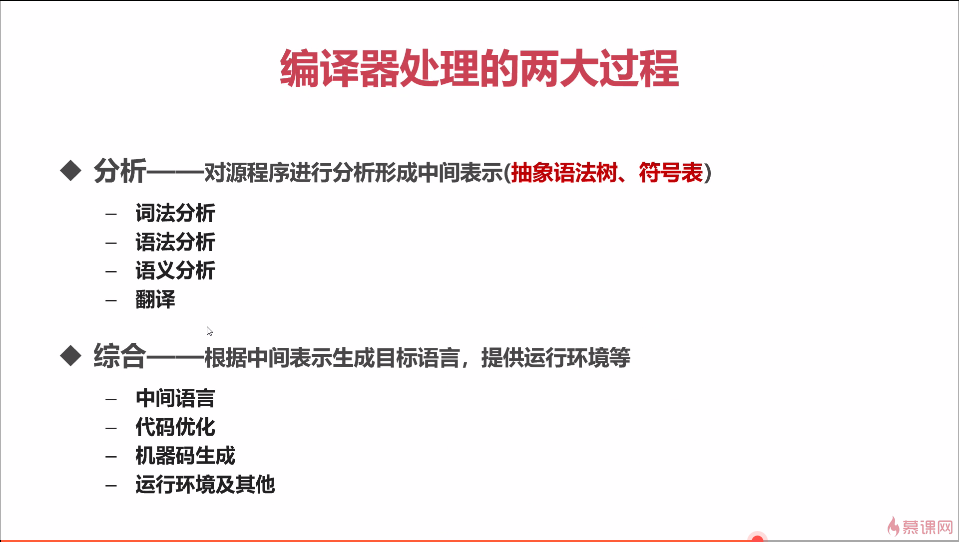 编译器处理的两大过程
◆ 分析——对源程序进行分析形成中间表示(抽象语法树、符号表)
– 词法分析
– 语法分析
– 语义分析
– 翻译
◆ 综合——根据中间表示生成目标语言，提供运行环境等
– 中间语言
– 代码优化
– 机器码生成
– 运行环境及其他
慕课网